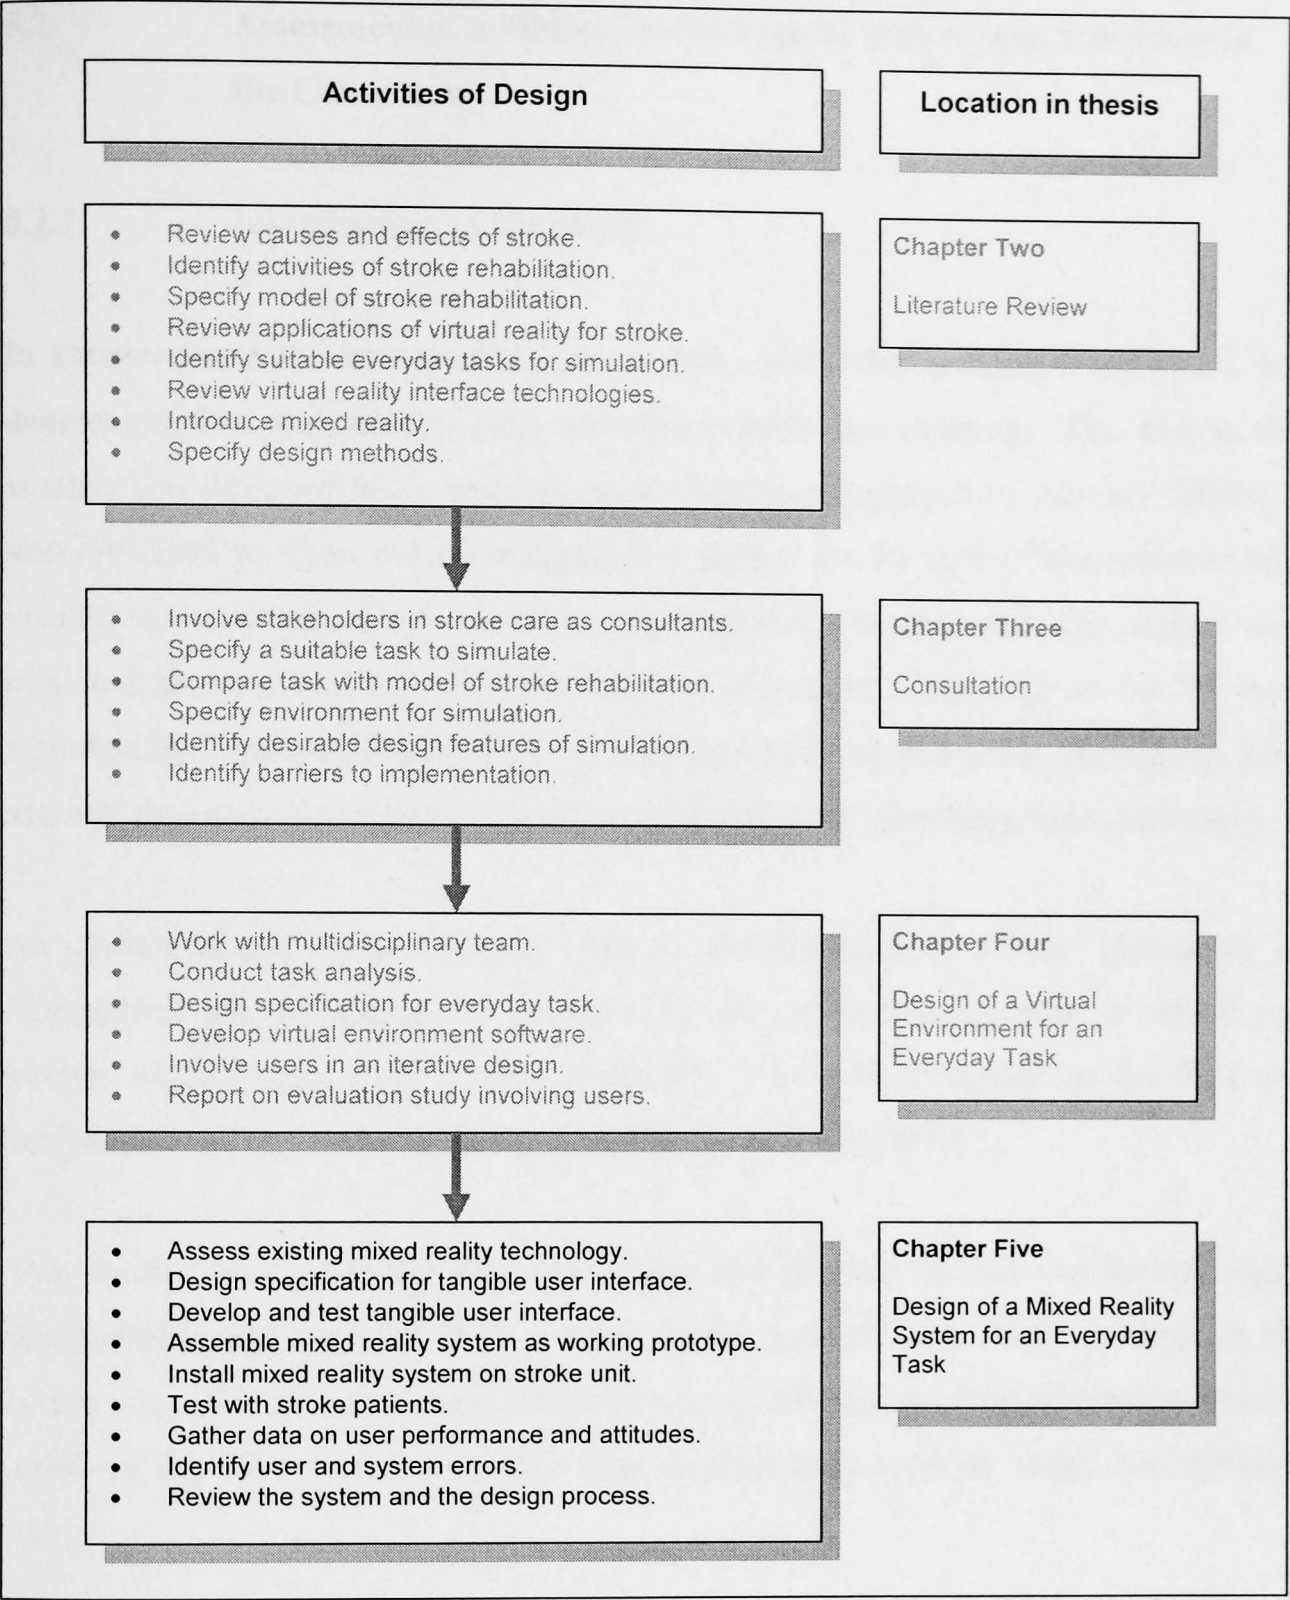 Activities of Design
Location in thesis
• Review causes and effects of stroke.
• Identify activities of stroke rehabilitation.
• Specify model of stroke rehabilitation.
• Review applications of virtual reality for stroke.
• Identify suitable everyday tasks for simulation.
• Review virtual reality interface technologies.
• Introduce mixed reality.
• Specify design methods.
Chapter Two
Literature Review
• Involve stakeholders in stroke care as consultants.
• Specify a suitable task to simulate.
• Compare task with model of stroke rehabilitation.
• Specify environment for simulation.
• Identify desirable design features of simulation.
• Identify barriers to implementation.
Chapter Three
Consultation
• Work with multidisciplinary team.
• Conduct task analysis.
• Design specification for everyday task.
• Develop virtual environment software.
• Involve users in an iterative design.
• Report on evaluation study involving users.
Chapter Four
Design of a Virtual
Environment for an
Everyday Task
• Assess existing mixed reality technology.
• Design specification for tangible user interface.
• Develop and test tangible user interface.
• Assemble mixed reality system as working prototype.
• Install mixed reality system on stroke unit.
• Test with stroke patients.
• Gather data on user performance and attitudes.
• Identify user and system errors.
• Review the system and the design process.
Chapter Five
Design of a Mixed Reality
System for an Everyday
Task